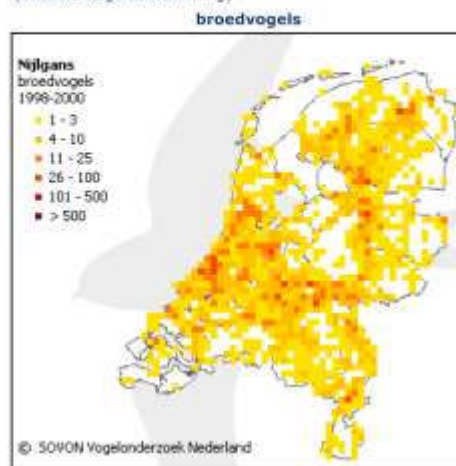 broedvogels
Nijlgans
broedvogels
1998-2000
1 - 3
4 - 10
11 - 25
26 - 100
101 - 500
> 500
© SOVON Vogelonderzoek Nederland